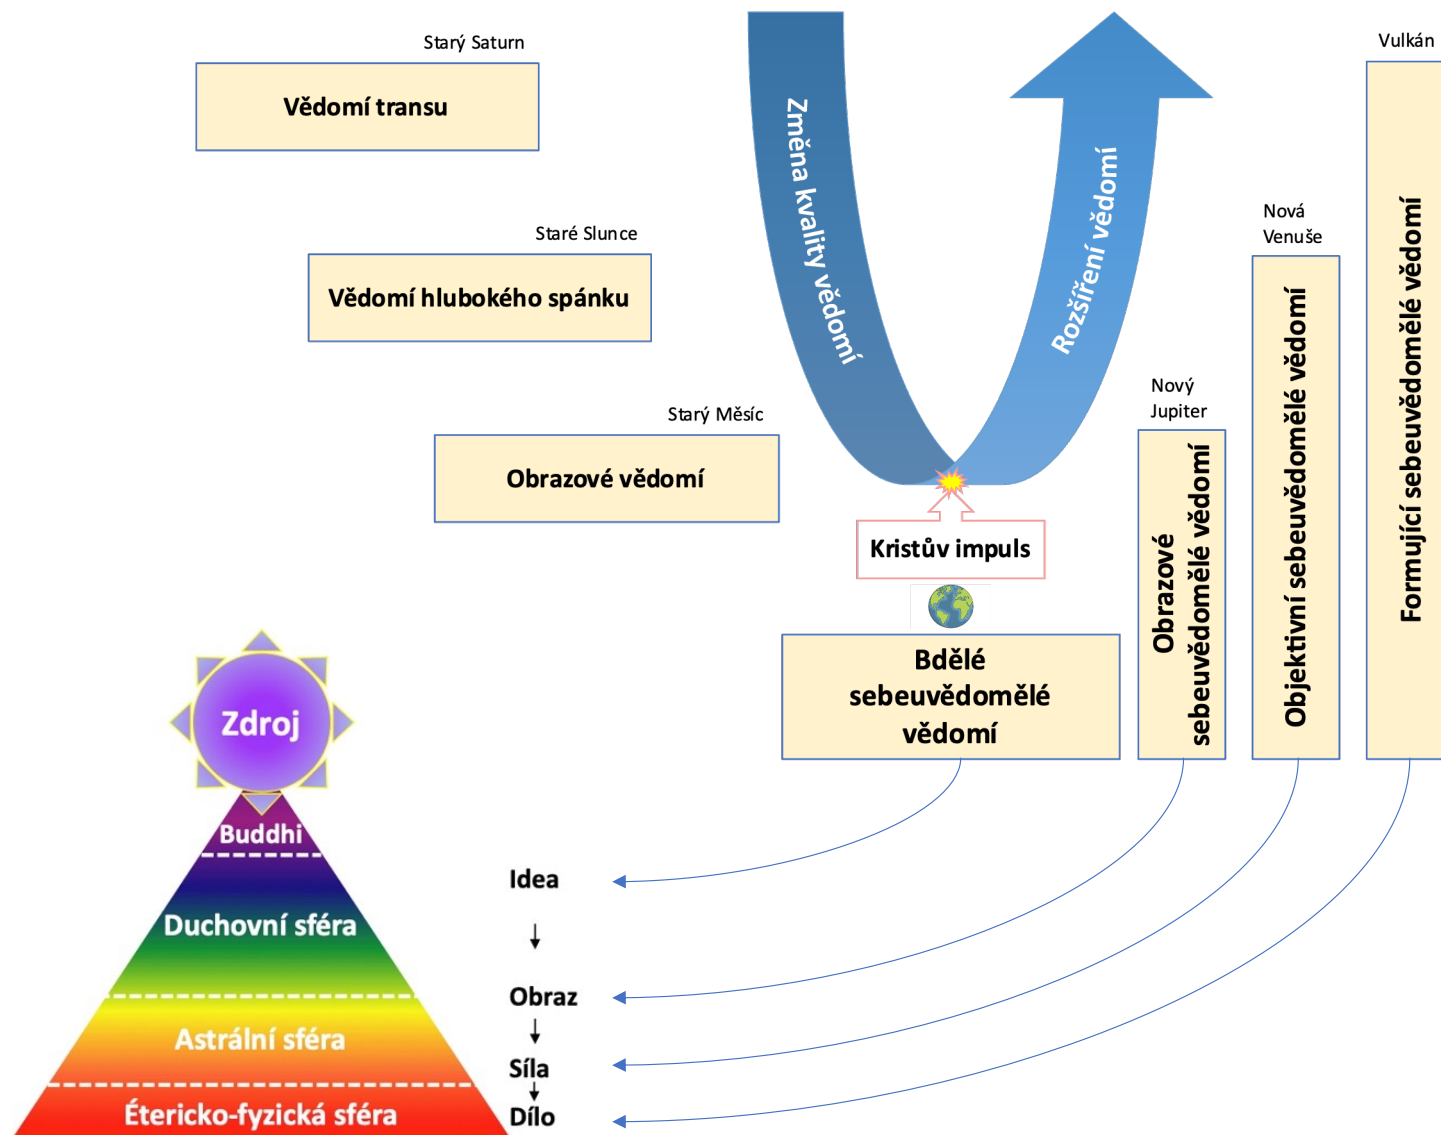 Starý Saturn
Vědomí transu
Staré Slunce
Vědomí hlubokého spánku
Starý Měsíc
Obrazové vědomí
Změna kvality vědomí
Rozšíření vědomí
Kristův impuls
Bdělé
sebeuvědomělé
vědomí
Nový
Jupiter
Obrazové
sebeuvědomělé vědomí
Nová
Venuše
Objektivní sebeuvědomělé vědomí
Vulkán
Formující sebeuvědomělé vědomí
Zdroj
Buddhi
Duchovní sféra
Astrální sféra
Étericko-fyzická sféra
Idea
Obraz
Síla
Dílo